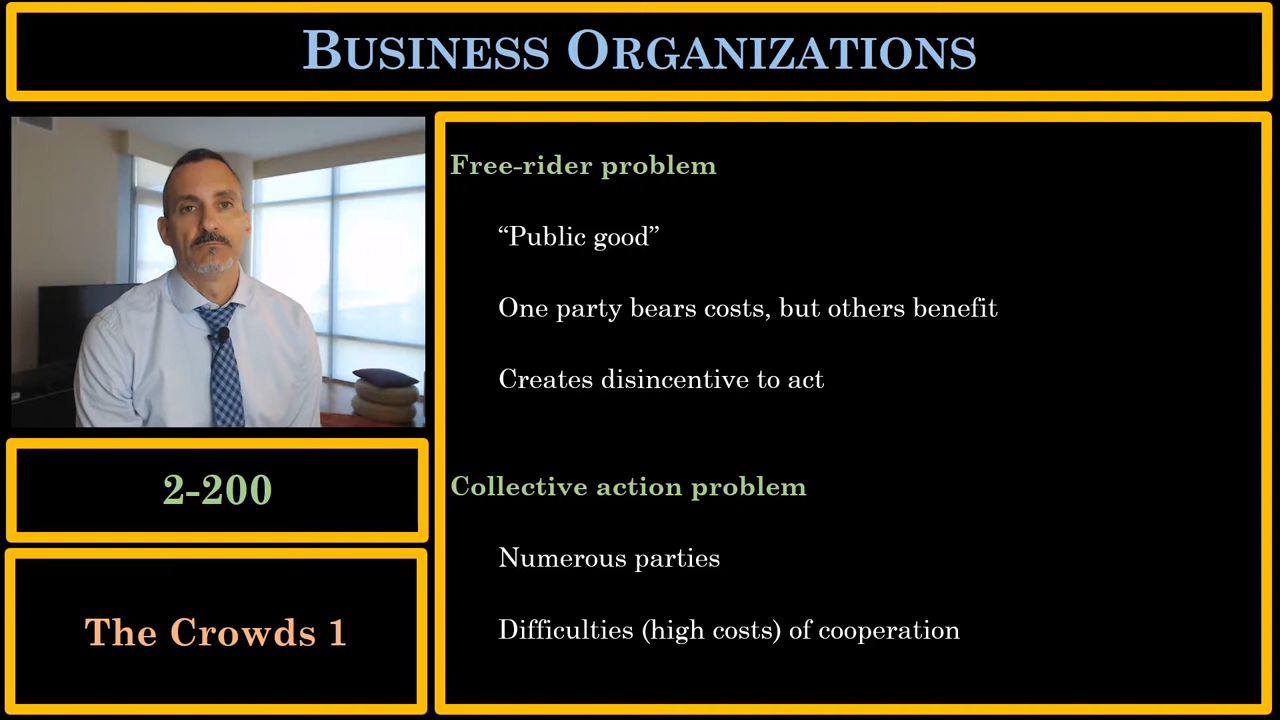 BUSINESS ORGANIZATIONS
Free-rider problem
“Public good”
One party bears costs, but others benefit
Creates disincentive to act
Collective action problem
Numerous parties
Difficulties (high costs) of cooperation
2-200
The Crowds 1